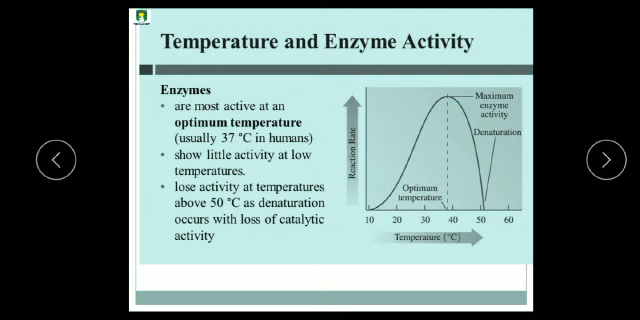 Temperature and Enzyme Activity
Enzymes
• are most active at an
optimum temperature
(usually 37 °C in humans)
• show little activity at low
temperatures.
• lose activity at temperatures
above 50 °C as denaturation
occurs with loss of catalytic
activity
Reaction Rate
Maximum
enzyme
activity
Denaturation
Optimum
temperature
10 20 30 40 50 60
Temperature (°C)